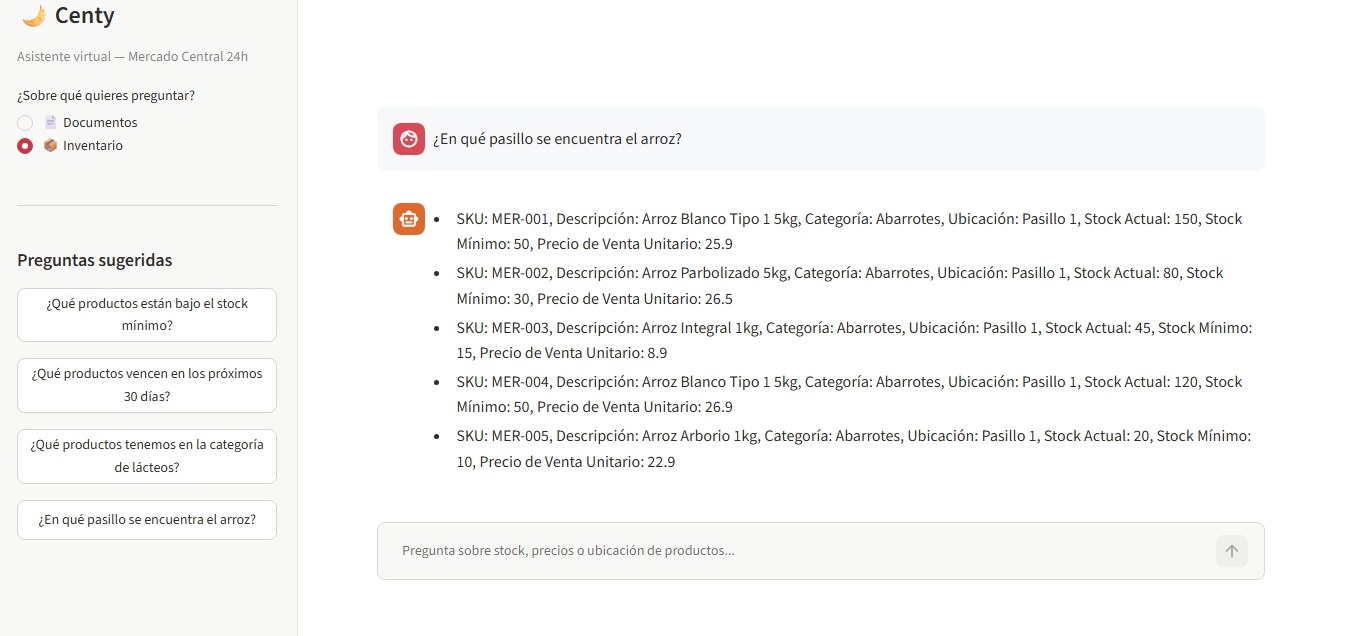 Centy
Asistente virtual — Mercado Central 24h
¿Sobre qué quieres preguntar?
Documentos
Inventario
Preguntas sugeridas
¿Qué productos están bajo el stock
mínimo?
¿Qué productos vencen en los próximos
30 días?
¿Qué productos tenemos en la categoría
de lácteos?
¿En qué pasillo se encuentra el arroz?
¿En qué pasillo se encuentra el arroz?
SKU: MER-001, Descripción: Arroz Blanco Tipo 1 5kg, Categoría: Abarrotes, Ubicación: Pasillo 1, Stock Actual: 150, Stock
Mínimo: 50, Precio de Venta Unitario: 25.9
SKU: MER-002, Descripción: Arroz Parbolizado 5kg, Categoría: Abarrotes, Ubicación: Pasillo 1, Stock Actual: 80, Stock
Mínimo: 30, Precio de Venta Unitario: 26.5
SKU: MER-003, Descripción: Arroz Integral 1kg, Categoría: Abarrotes, Ubicación: Pasillo 1, Stock Actual: 45, Stock Mínimo:
15, Precio de Venta Unitario: 8.9
SKU: MER-004, Descripción: Arroz Blanco Tipo 1 5kg, Categoría: Abarrotes, Ubicación: Pasillo 1, Stock Actual: 120, Stock
Mínimo: 50, Precio de Venta Unitario: 26.9
SKU: MER-005, Descripción: Arroz Arborio 1kg, Categoría: Abarrotes, Ubicación: Pasillo 1, Stock Actual: 20, Stock Mínimo:
10, Precio de Venta Unitario: 22.9
Pregunta sobre stock, precios o ubicación de productos...